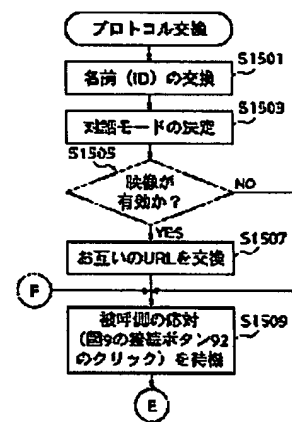 プロトコル交換
S1501
名前（ID）の交換
S1503
対話モードの決定
S1505
映像が
有効か？
NO
YES
S1507
お互いのURLを交換
F
S1509
被呼側の応対
（図9の接続ボタン92
のクリック）を待機
E